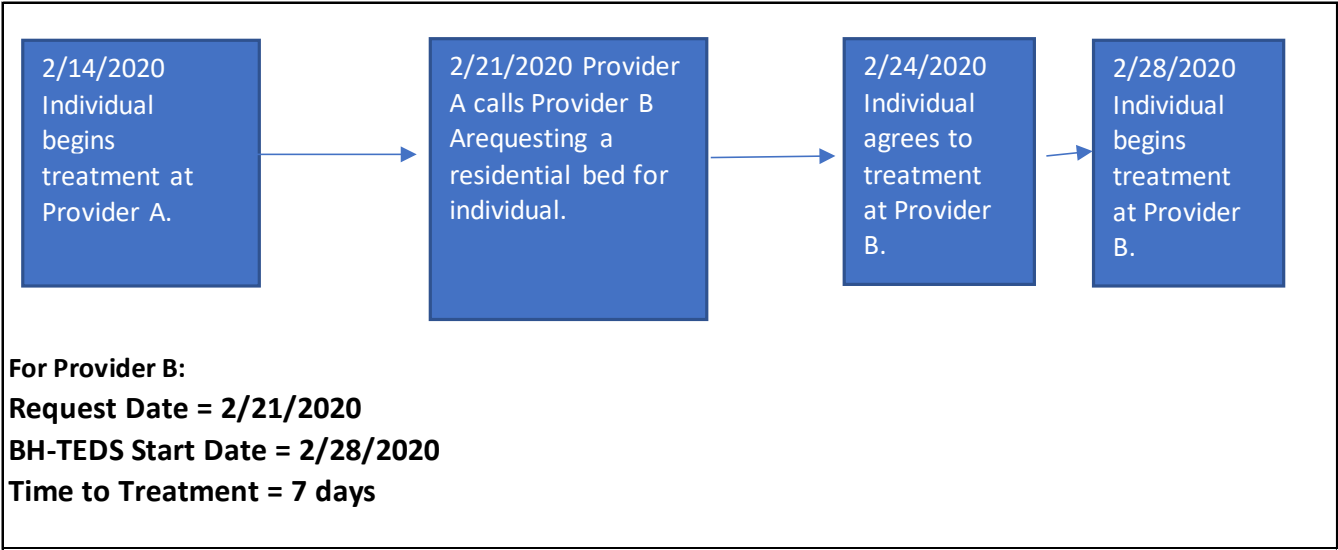 2/14/2020
Individual
begins
treatment at
Provider A.
2/21/2020 Provider
A calls Provider B
Arequesting a
residential bed for
individual.
2/24/2020
Individual
agrees to
treatment
at Provider
B.
2/28/2020
Individual
begins
treatment
at Provider
B.
For Provider B:
Request Date = 2/21/2020
BH-TEDS Start Date = 2/28/2020
Time to Treatment = 7 days